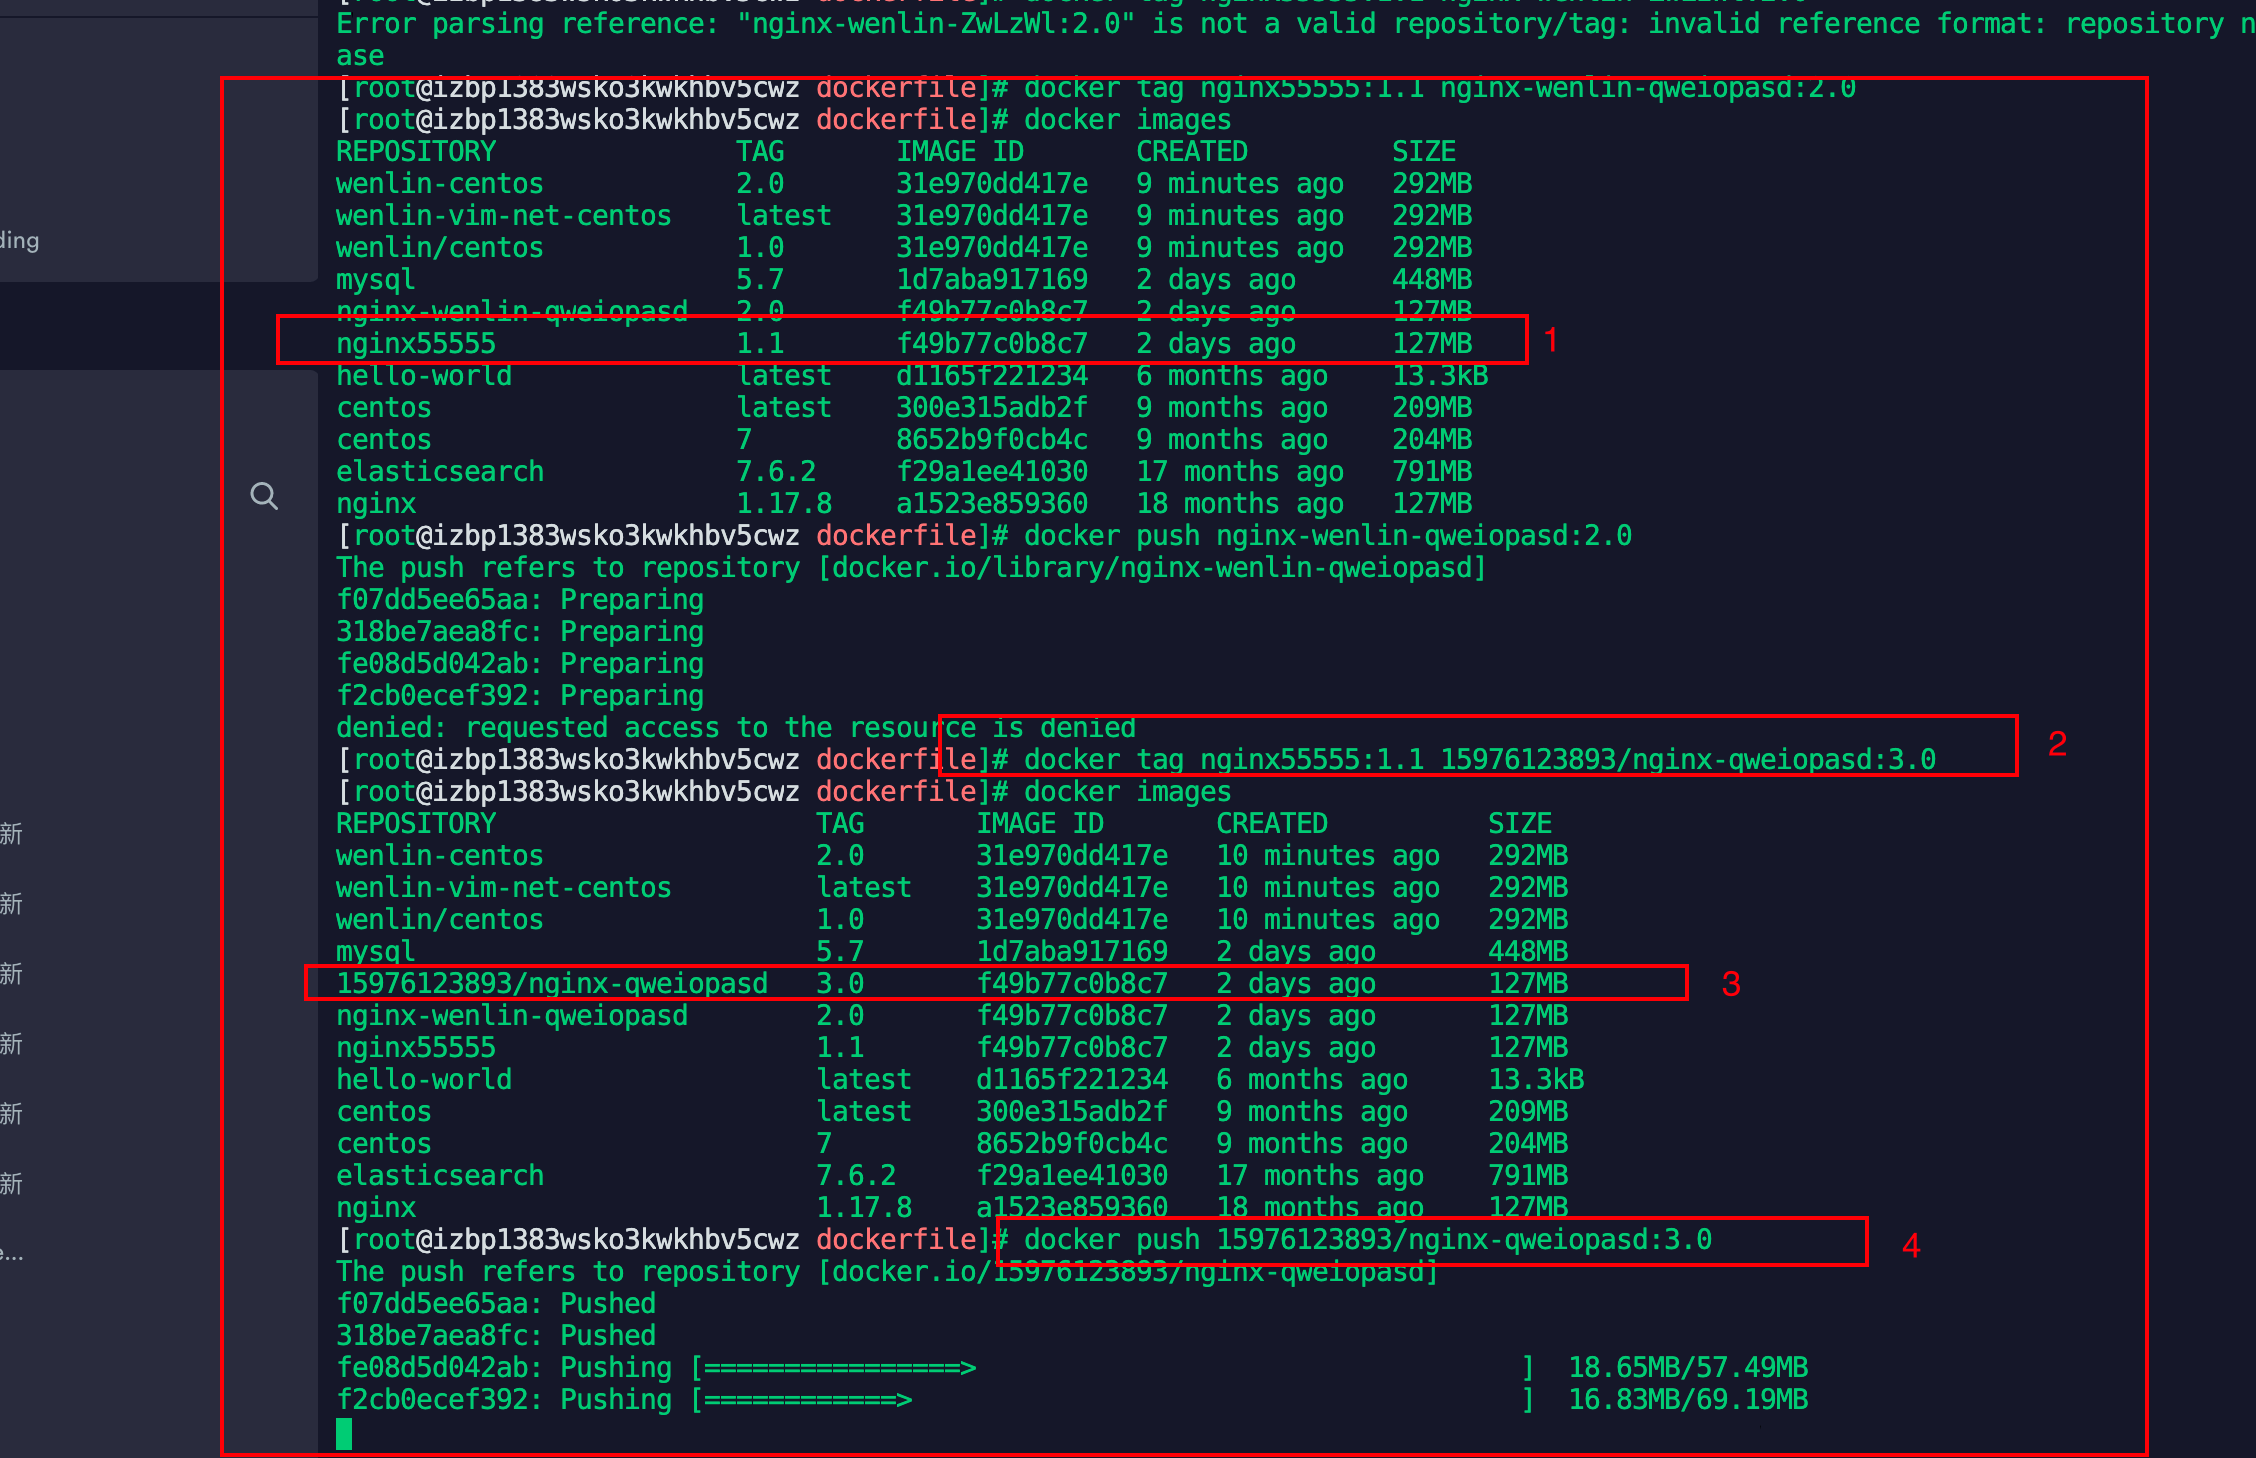 Error parsing reference: "nginx-wenlin-ZwLzWl:2.0" is not a valid repository/tag: invalid reference format: repository n
ase
[root@izbp1383wsko3kwkhbv5cwz dockerfile]# docker tag nginx55555:1.1 nginx-wenlin-qweiopasd:2.0
[root@izbp1383wsko3kwkhbv5cwz dockerfile]# docker images
REPOSITORY TAG IMAGE ID CREATED SIZE
wenlin-centos 2.0 31e970dd417e 9 minutes ago 292MB
wenlin-vim-net-centos latest 31e970dd417e 9 minutes ago 292MB
wenlin/centos 1.0 31e970dd417e 9 minutes ago 292MB
mysql 5.7 1d7aba917169 2 days ago 448MB
nginx-wenlin-qweiopasd 2.0 f49b77c0b8c7 2 days ago 127MB
nginx55555 1.1 f49b77c0b8c7 2 days ago 127MB 1
hello-world latest d1165f221234 6 months ago 13.3kB
centos latest 300e315adb2f 9 months ago 209MB
centos 7 8652b9f0cb4c 9 months ago 204MB
elasticsearch 7.6.2 f29a1ee41030 17 months ago 791MB
nginx 1.17.8 a1523e859360 18 months ago 127MB
[root@izbp1383wsko3kwkhbv5cwz dockerfile]# docker push nginx-wenlin-qweiopasd:2.0
The push refers to repository [docker.io/library/nginx-wenlin-qweiopasd]
f07dd5ee65aa: Preparing
318be7aea8fc: Preparing
fe08d5d042ab: Preparing
f2cb0ecef392: Preparing
denied: requested access to the resource is denied
[root@izbp1383wsko3kwkhbv5cwz dockerfile]# docker tag nginx55555:1.1 15976123893/nginx-qweiopasd:3.0 2
[root@izbp1383wsko3kwkhbv5cwz dockerfile]# docker images
REPOSITORY TAG IMAGE ID CREATED SIZE
wenlin-centos 2.0 31e970dd417e 10 minutes ago 292MB
wenlin-vim-net-centos latest 31e970dd417e 10 minutes ago 292MB
wenlin/centos 1.0 31e970dd417e 10 minutes ago 292MB
mysql 5.7 1d7aba917169 2 days ago 448MB
15976123893/nginx-qweiopasd 3.0 f49b77c0b8c7 2 days ago 127MB 3
nginx-wenlin-qweiopasd 2.0 f49b77c0b8c7 2 days ago 127MB
nginx55555 1.1 f49b77c0b8c7 2 days ago 127MB
hello-world latest d1165f221234 6 months ago 13.3kB
centos latest 300e315adb2f 9 months ago 209MB
centos 7 8652b9f0cb4c 9 months ago 204MB
elasticsearch 7.6.2 f29a1ee41030 17 months ago 791MB
nginx 1.17.8 a1523e859360 18 months ago 127MB
[root@izbp1383wsko3kwkhbv5cwz dockerfile]# docker push 15976123893/nginx-qweiopasd:3.0 4
The push refers to repository [docker.io/15976123893/nginx-qweiopasd]
f07dd5ee65aa: Pushed
318be7aea8fc: Pushed
fe08d5d042ab: Pushing [================> ] 18.65MB/57.49MB
f2cb0ecef392: Pushing [============> ] 16.83MB/69.19MB
ding
新
新
新
新
新
新
e...